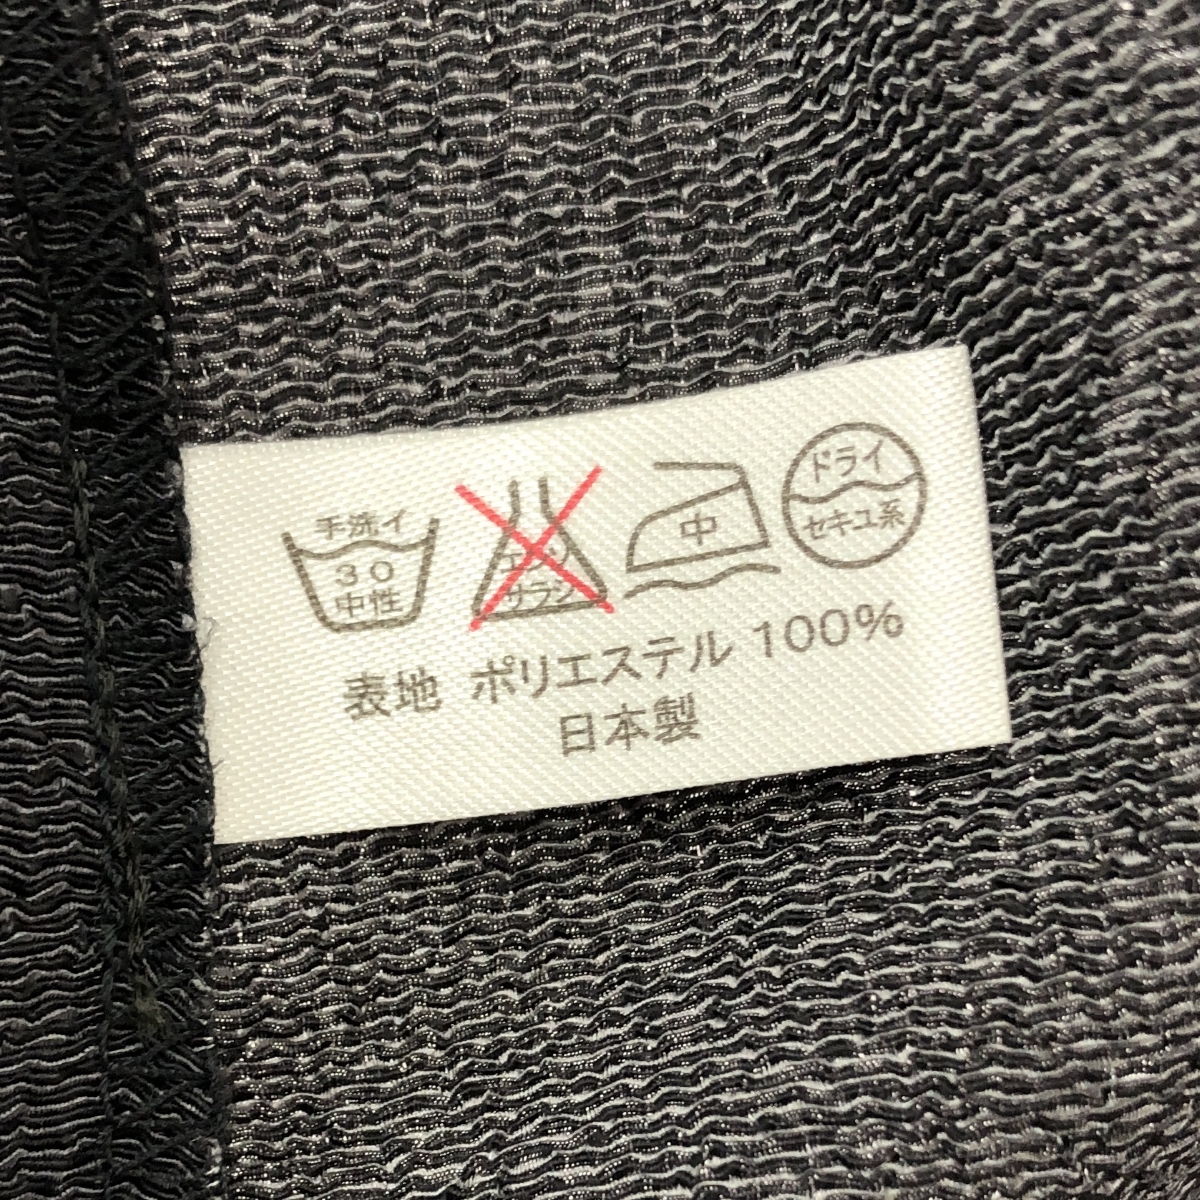 手洗イ
30
中性
エンソ
サラシ
中
ドライ
セキユ系
表地 ポリエステル 100%
日本製